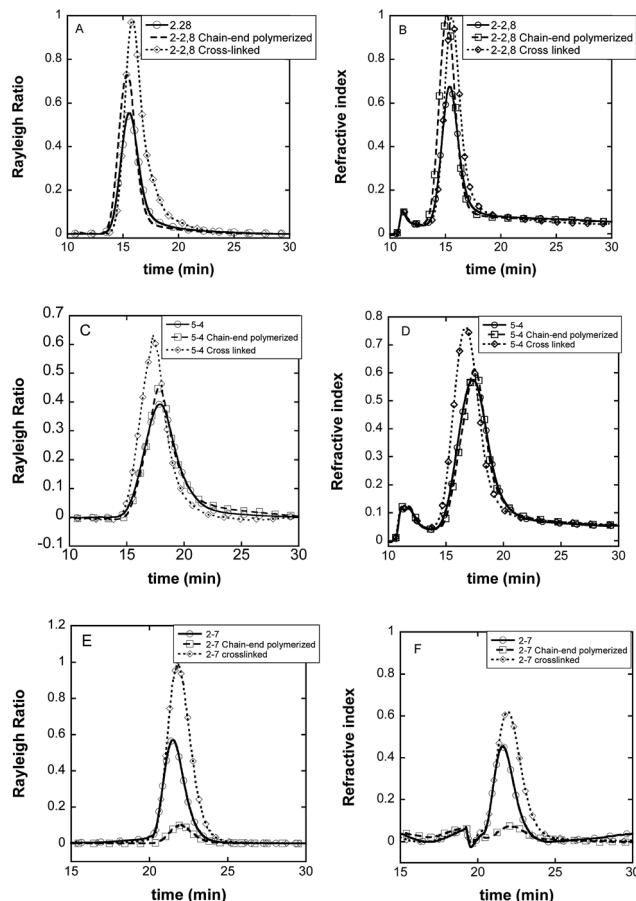 A
2.28
2-2,8 Chain-end polymerized
2-2,8 Cross-linked
Rayleigh Ratio
1
0.8
0.6
0.4
0.2
0
10 15 20 25 30
time (min)
B
2-2,8
2-2,8 Chain-end polymerized
2-2,8 Cross linked
Refractive index
1
0.8
0.6
0.4
0.2
0
10 15 20 25 30
time (min)
C
5-4
5-4 Chain-end polymerized
5-4 Cross linked
Rayleigh Ratio
0.7
0.6
0.5
0.4
0.3
0.2
0.1
0
-0.1
10 15 20 25 30
time (min)
D
5-4
5-4 Chain-end polymerized
5-4 Cross linked
Refractive index
0.8
0.7
0.6
0.5
0.4
0.3
0.2
0.1
0
10 15 20 25 30
time (min)
E
2-7
2-7 Chain-end polymerized
2-7 crosslinked
Rayleigh Ratio
1.2
1
0.8
0.6
0.4
0.2
0
15 20 25 30
time (min)
F
2-7
2-7 Chain-end polymerized
2-7 crosslinked
Refractive index
1
0.8
0.6
0.4
0.2
0
15 20 25 30
time (min)